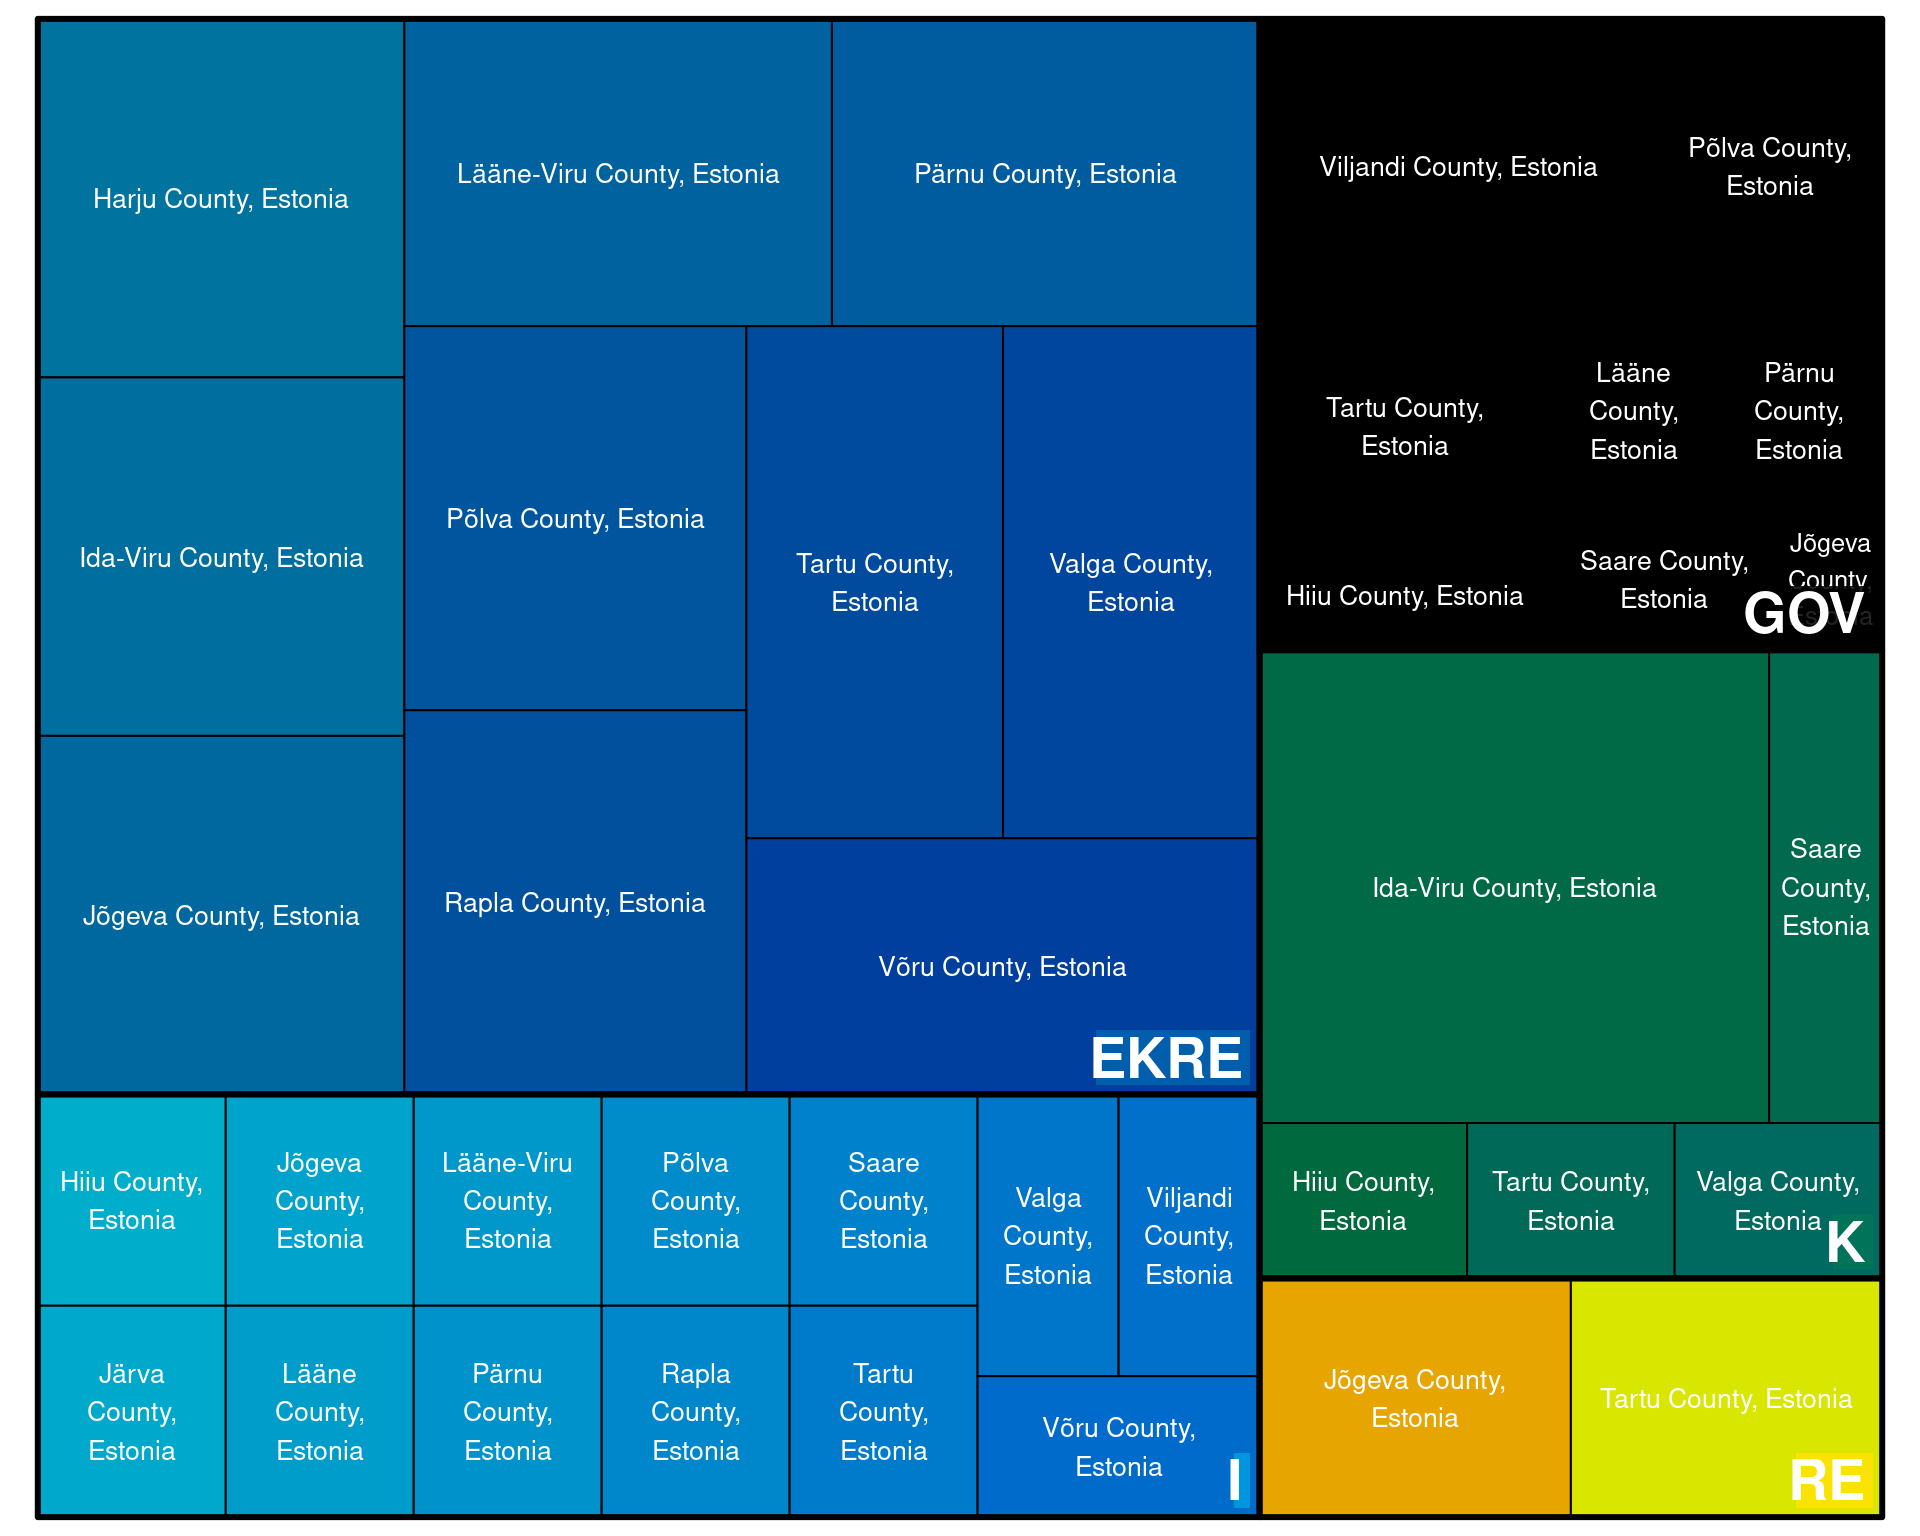 Harju County, Estonia
Lääne-Viru County, Estonia
Pärnu County, Estonia
Ida-Viru County, Estonia
Põlva County, Estonia
Tartu County,
Estonia
Valga County,
Estonia
Jõgeva County, Estonia
Rapla County, Estonia
Võru County, Estonia
EKRE
Hiiu County,
Estonia
Jõgeva
County,
Estonia
Lääne-Viru
County,
Estonia
Põlva
County,
Estonia
Saare
County,
Estonia
Valga
County,
Estonia
Viljandi
County,
Estonia
Järva
County,
Estonia
Lääne
County,
Estonia
Pärnu
County,
Estonia
Rapla
County,
Estonia
Tartu
County,
Estonia
Võru County,
Estonia
I
Viljandi County, Estonia
Põlva County,
Estonia
Tartu County,
Estonia
Lääne
County,
Estonia
Pärnu
County,
Estonia
Hiiu County, Estonia
Saare County,
Estonia
Jõgeva
County,
Estonia
GOV
Ida-Viru County, Estonia
Saare
County,
Estonia
Hiiu County,
Estonia
Tartu County,
Estonia
Valga County,
Estonia
K
Jõgeva County,
Estonia
Tartu County, Estonia
RE